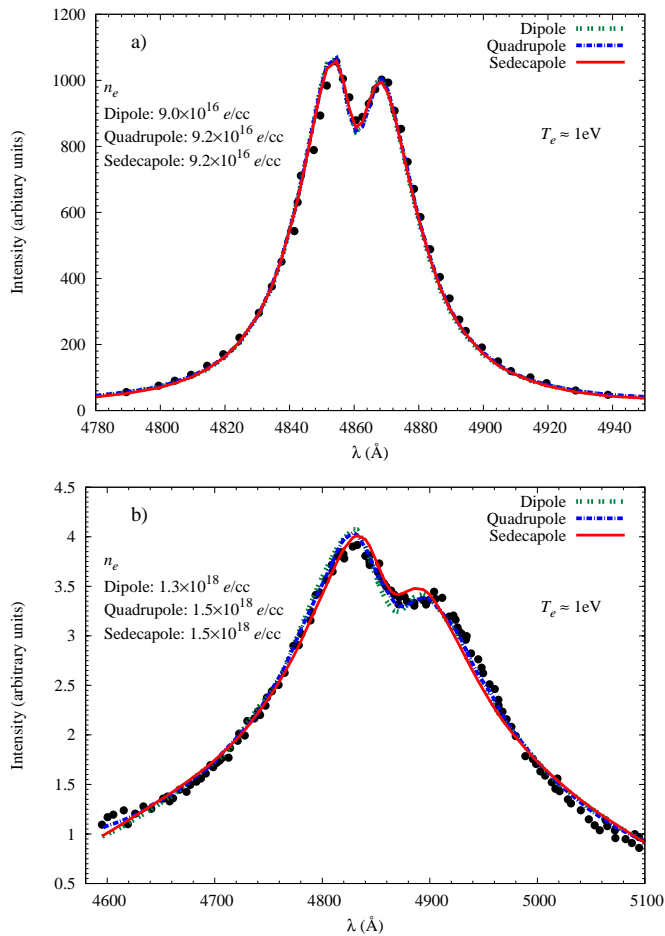 1200
1000
800
600
400
200
0
Intensity (arbitary units)
a)
Dipole
Quadrupole
Sedecapole
n_e
Dipole: 9.0×10^16 e/cc
Quadrupole: 9.2×10^16 e/cc
Sedecapole: 9.2×10^16 e/cc
T_e ≈ 1eV
4780 4800 4820 4840 4860 4880 4900 4920 4940
λ (Å)
4.5
4
3.5
3
2.5
2
1.5
1
0.5
Intensity (arbitrary units)
b)
Dipole
Quadrupole
Sedecapole
n_e
Dipole: 1.3×10^18 e/cc
Quadrupole: 1.5×10^18 e/cc
Sedecapole: 1.5×10^18 e/cc
T_e ≈ 1eV
4600 4700 4800 4900 5000 5100
λ (Å)